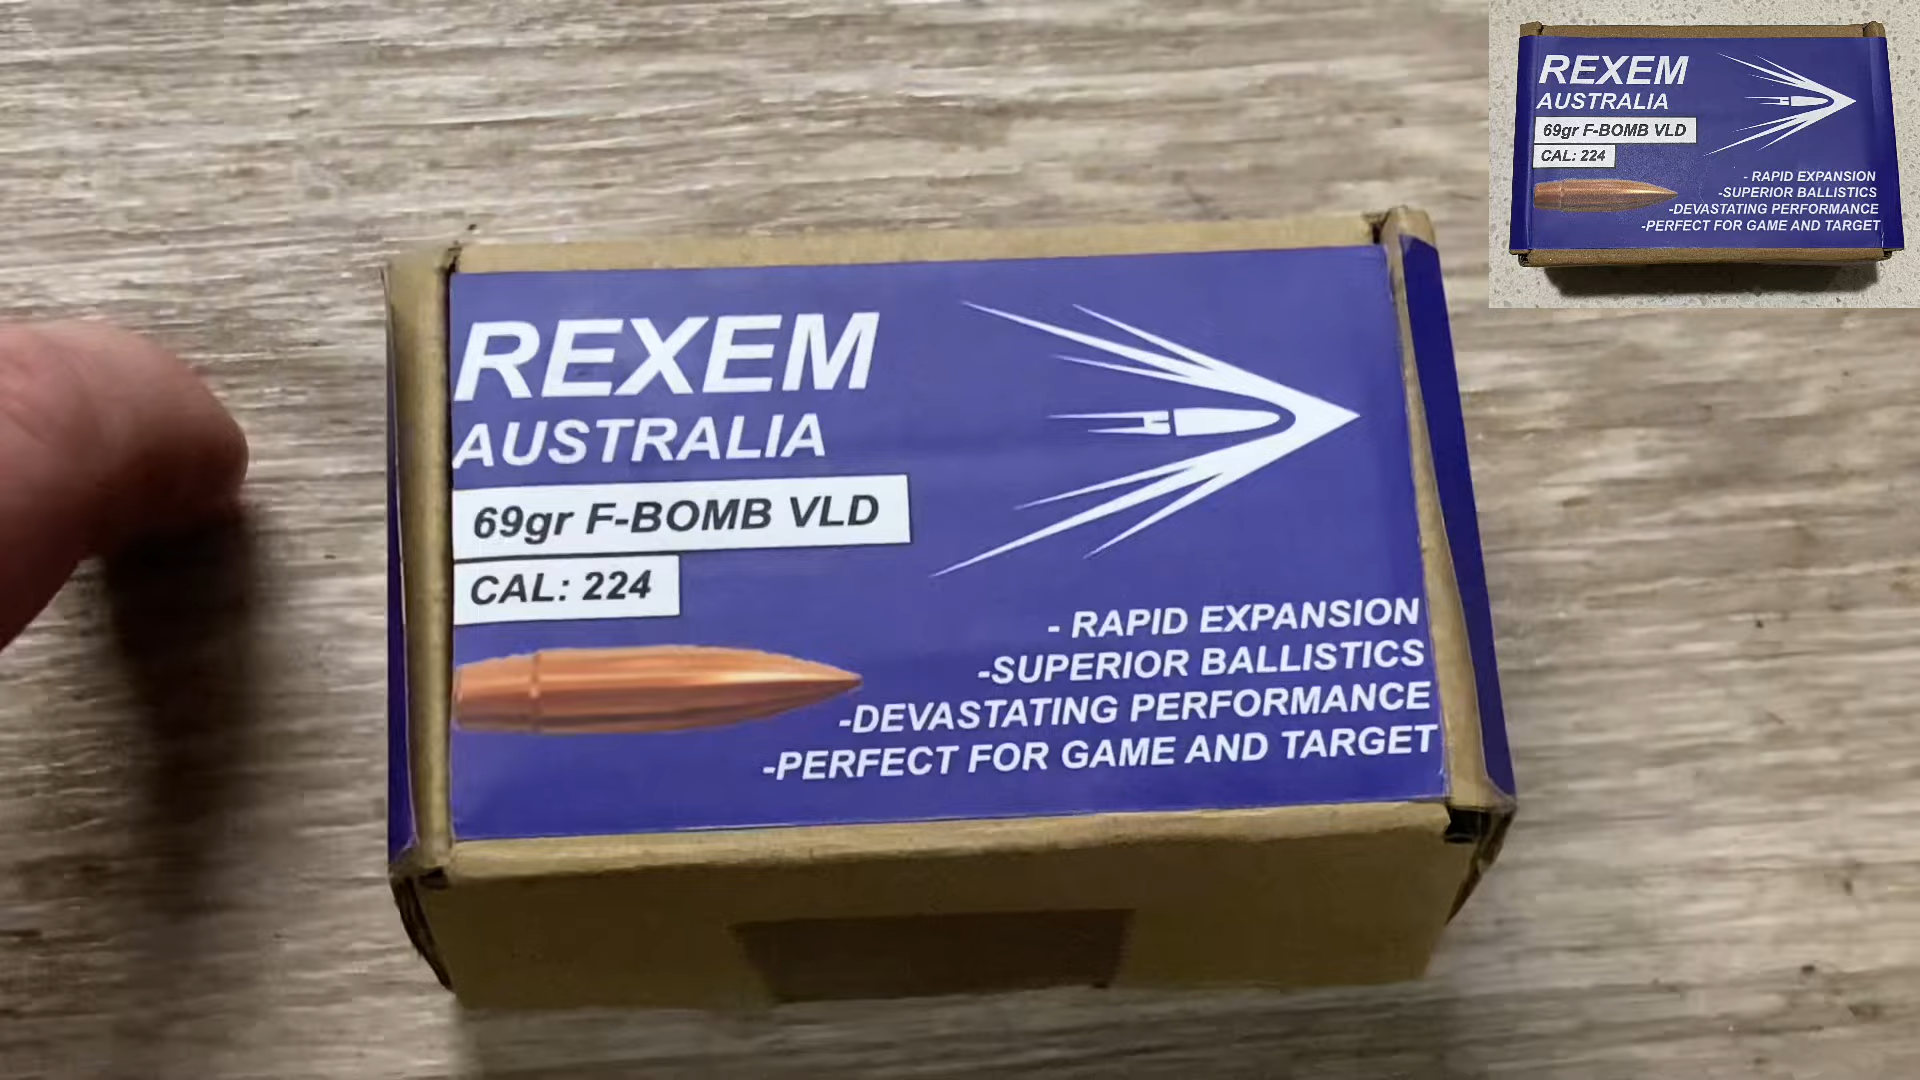 REXEM
AUSTRALIA
69gr F-BOMB VLD
CAL: 224
- RAPID EXPANSION
-SUPERIOR BALLISTICS
-DEVASTATING PERFORMANCE
-PERFECT FOR GAME AND TARGET
REXEM
AUSTRALIA
69gr F-BOMB VLD
CAL: 224
- RAPID EXPANSION
-SUPERIOR BALLISTICS
-DEVASTATING PERFORMANCE
-PERFECT FOR GAME AND TARGET